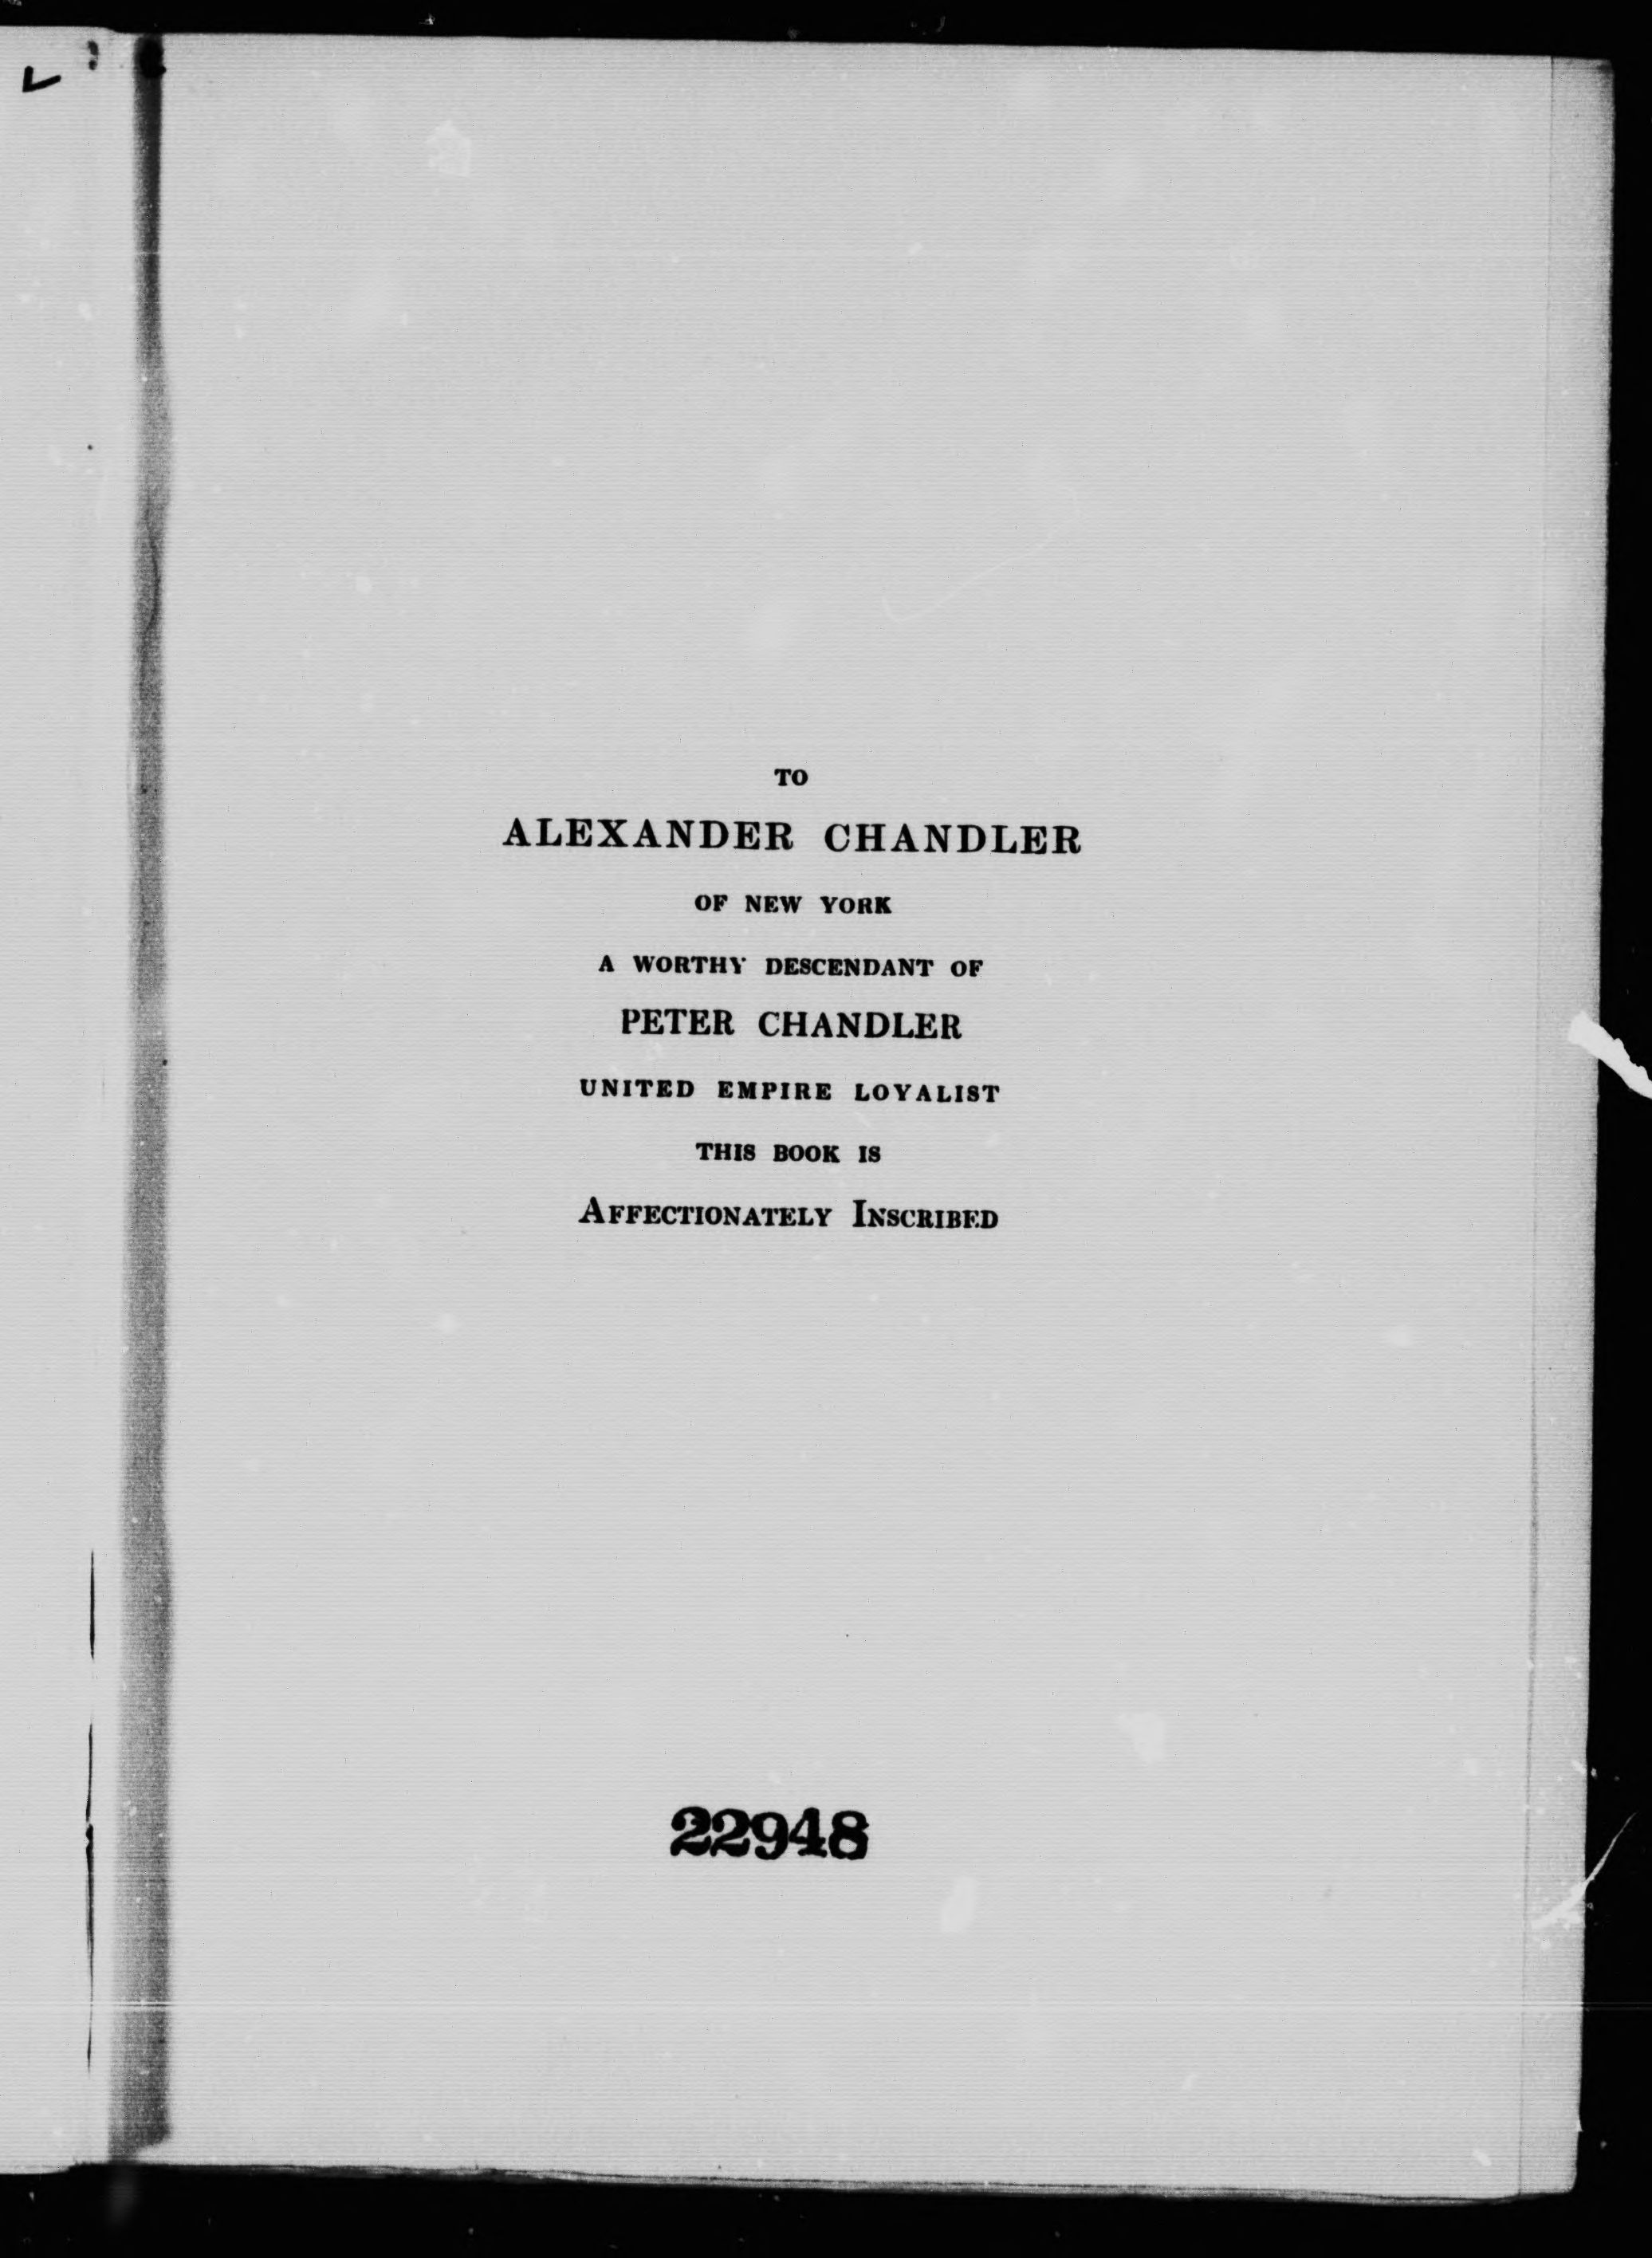 TO
ALEXANDER CHANDLER
OF NEW YORK
A WORTHY DESCENDANT OF
PETER CHANDLER
UNITED EMPIRE LOYALIST
THIS BOOK IS
AFFECTIONATELY INSCRIBED
22948